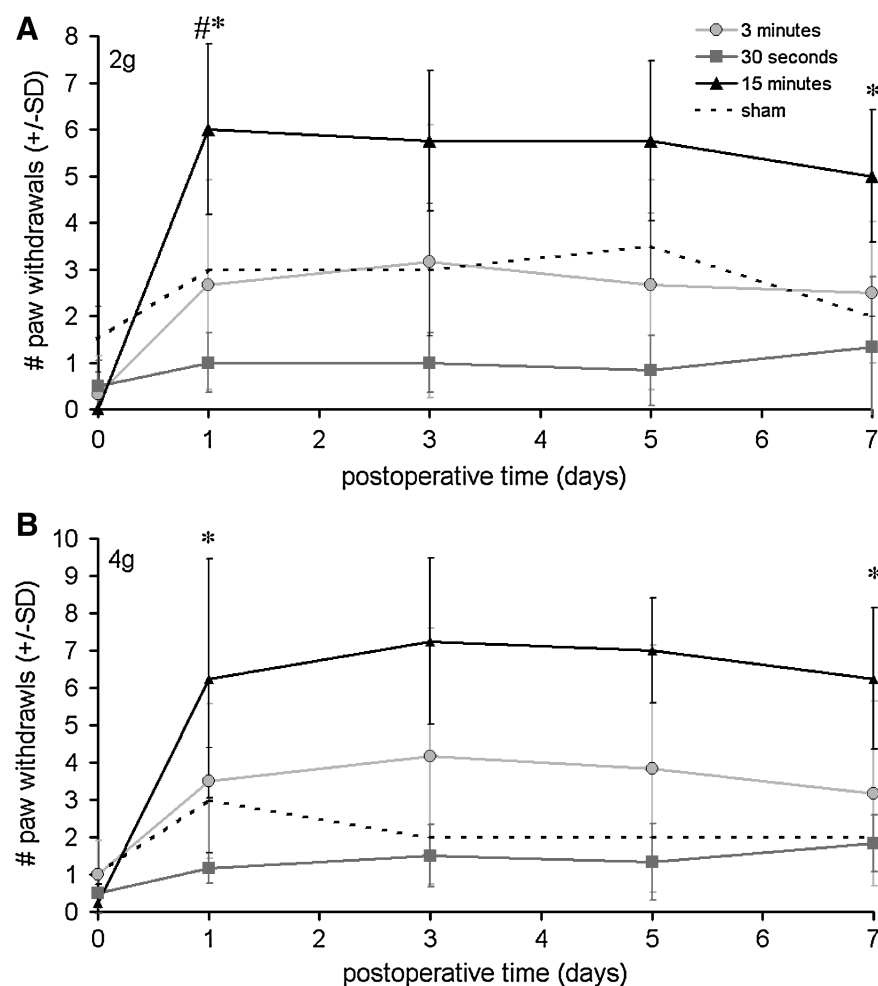 A
#*
8
2g
7
6
5
4
3
2
1
0
# paw withdrawals (+/-SD)
3 minutes
30 seconds
15 minutes
sham
*
0 1 2 3 4 5 6 7
postoperative time (days)
B
10
4g
9
8
7
6
5
4
3
2
1
0
# paw withdrawls (+/-SD)
*
*
0 1 2 3 4 5 6 7
postoperative time (days)